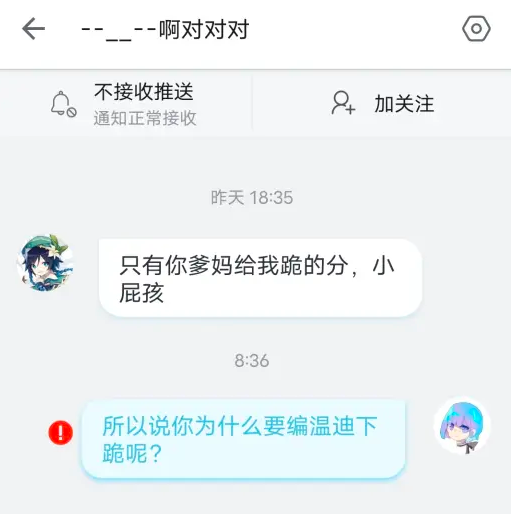 --__--啊对对对
不接收推送
通知正常接收
加关注
昨天 18:35
只有你爹妈给我跪的分，小
屁孩
8:36
所以说你为什么要编温迪下
跪呢？